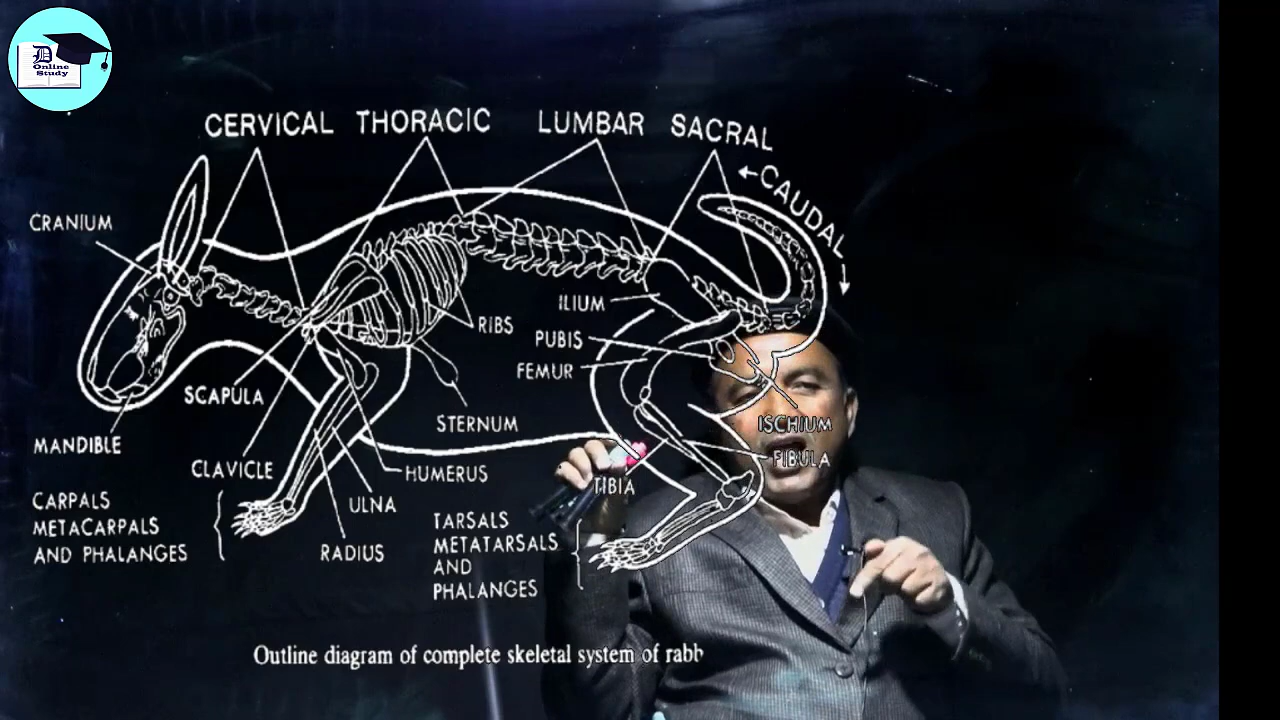 D
Online
Study
CERVICAL THORACIC LUMBAR SACRAL
←CAUDAL→
CRANIUM
ILIUM
RIBS
PUBIS
FEMUR
SCAPULA
STERNUM
ISCHIUM
MANDIBLE
FIBULA
CLAVICLE
HUMERUS
TIBIA
CARPALS
METACARPALS
AND PHALANGES
ULNA
RADIUS
TARSALS
METATARSALS
AND
PHALANGES
Outline diagram of complete skeletal system of rabb